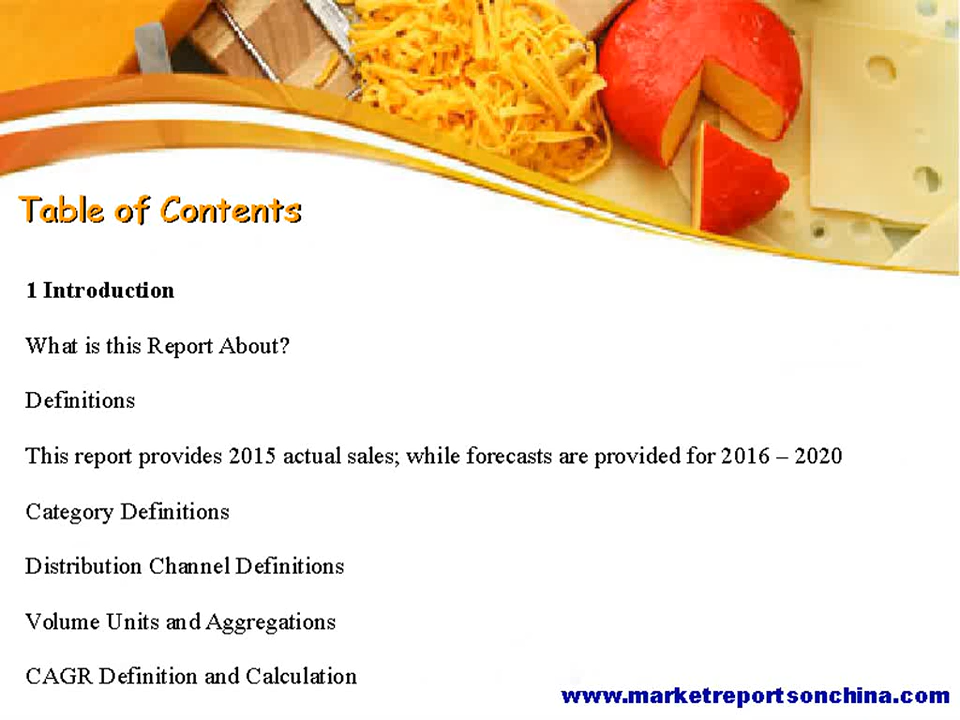 Table of Contents
1 Introduction
What is this Report About?
Definitions
This report provides 2015 actual sales; while forecasts are provided for 2016 – 2020
Category Definitions
Distribution Channel Definitions
Volume Units and Aggregations
CAGR Definition and Calculation
www.marketreportsonchina.com